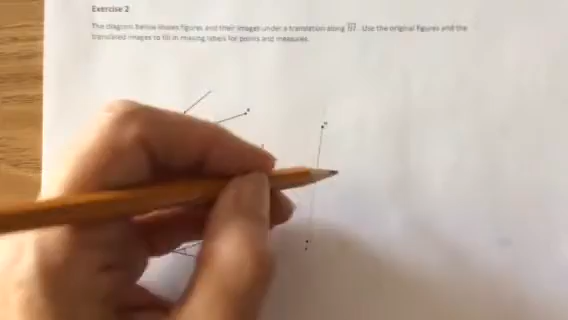 Exercise 2
The diagram below shows figures and their images under a translation along . Use the original figures and the
translated images to fill in missing labels for points and measures.